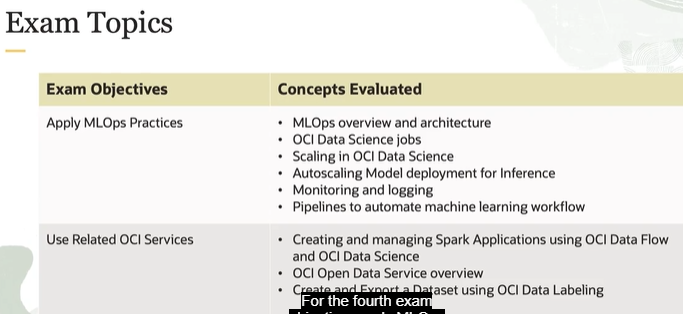 Exam Topics
Exam Objectives
Concepts Evaluated
Apply MLOps Practices
• MLOps overview and architecture
• OCI Data Science jobs
• Scaling in OCI Data Science
• Autoscaling Model deployment for Inference
• Monitoring and logging
• Pipelines to automate machine learning workflow
Use Related OCI Services
• Creating and managing Spark Applications using OCI Data Flow
and OCI Data Science
• OCI Open Data Service overview
• Create and Export a Dataset using OCI Data Labeling
For the fourth exam